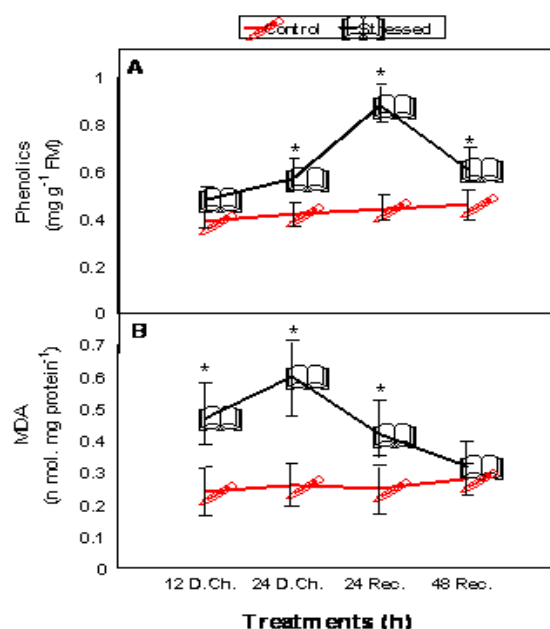 Control Stressed
A
1
0.8
0.6
0.4
0.2
0
Phenolics
(mg g⁻¹ FM)
* * *
B
0.7
0.6
0.5
0.4
0.3
0.2
0.1
0
MDA
(n mol. mg protein⁻¹)
* * *
12 D.Ch. 24 D.Ch. 24 Rec. 48 Rec.
Treatments (h)